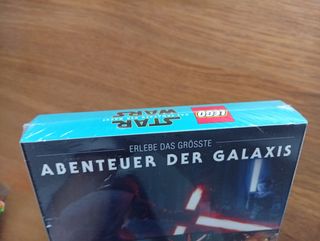 LEGO
STAR
WARS
ERLEBE DAS GRÖSSTE
ABENTEUER DER GALAXIS